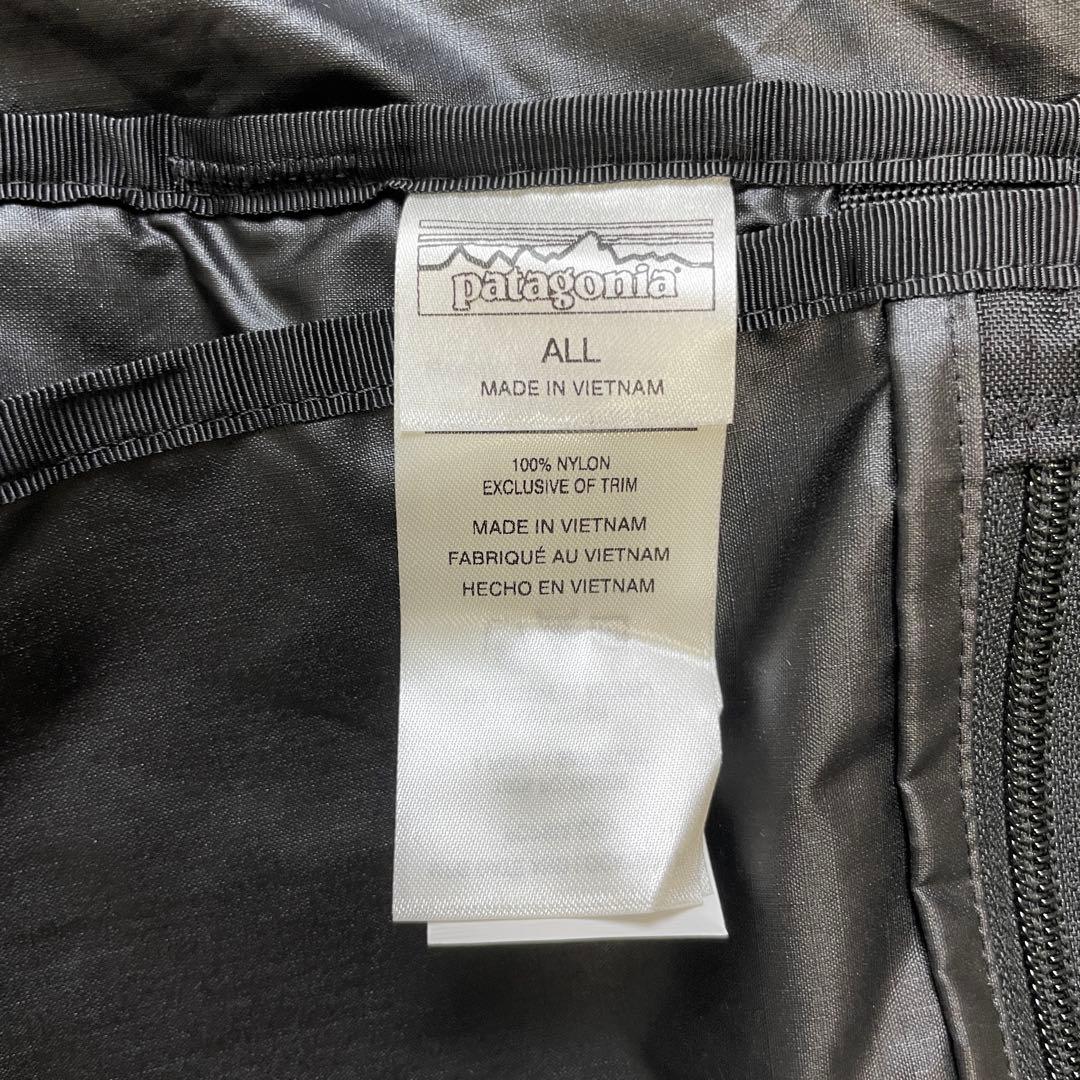 patagonia
ALL
MADE IN VIETNAM
100% NYLON
EXCLUSIVE OF TRIM
MADE IN VIETNAM
FABRIQUÉ AU VIETNAM
HECHO EN VIETNAM